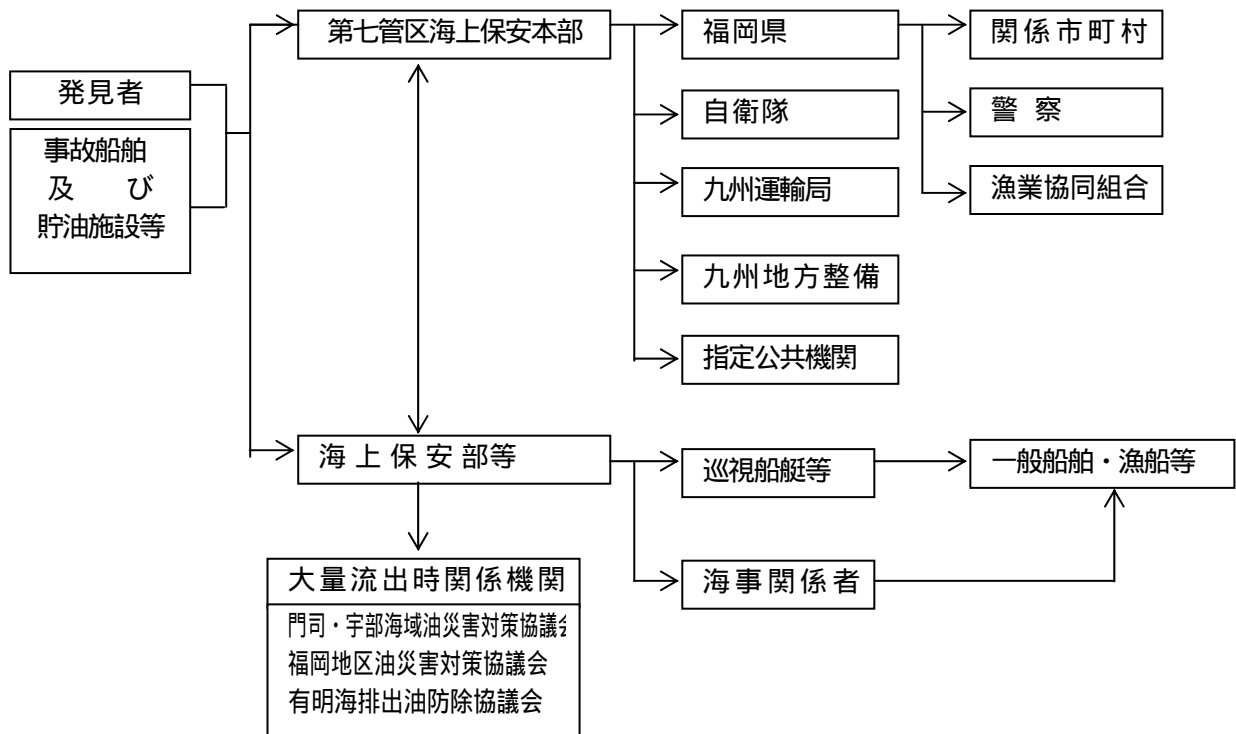 第七管区海上保安本部
福岡県
関係市町村
発見者
自衛隊
警 察
事故船舶
及 び
貯油施設等
九州運輸局
漁業協同組合
九州地方整備
指定公共機関
海上保安部等
巡視船艇等
一般船舶・漁船等
海事関係者
大量流出時関係機関
門司・宇部海域油災害対策協議会
福岡地区油災害対策協議会
有明海排出油防除協議会